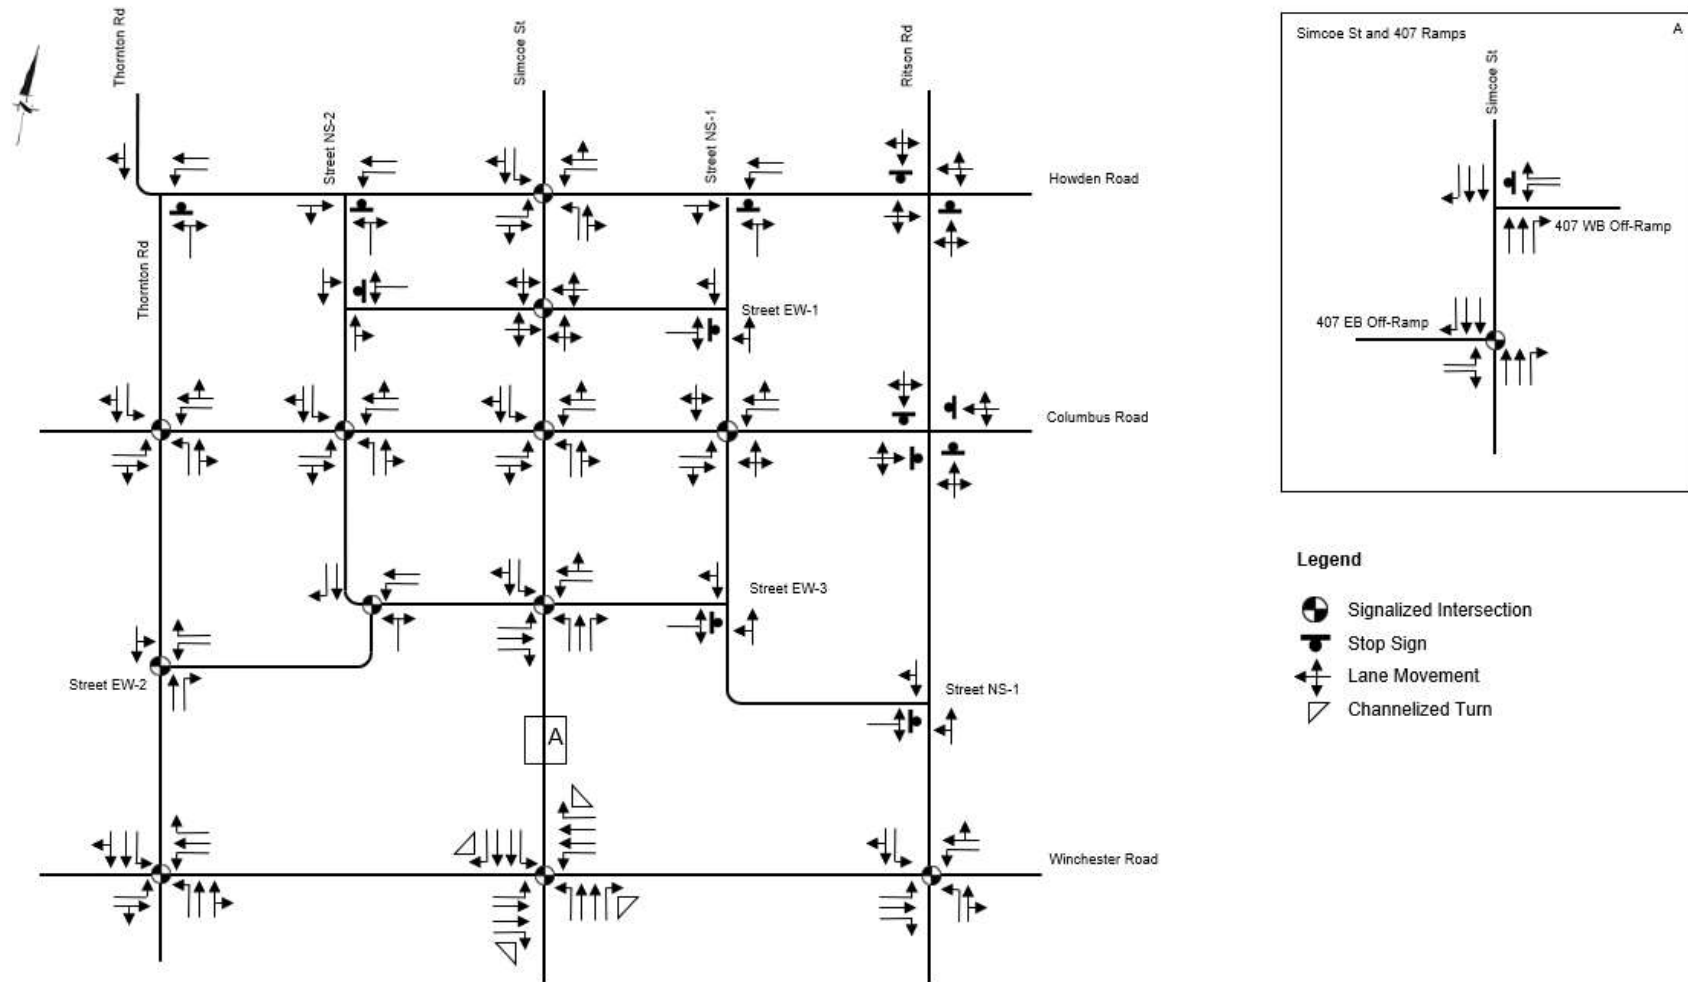 Thornton Rd
Simcoe St
Ritson Rd
Street NS-2
Street NS-1
Howden Road
Thornton Rd
Street EW-1
Columbus Road
Street EW-3
Street EW-2
Street NS-1
A
Winchester Road
Simcoe St and 407 Ramps
A
Simcoe St
407 WB Off-Ramp
407 EB Off-Ramp
Legend
Signalized Intersection
Stop Sign
Lane Movement
Channelized Turn